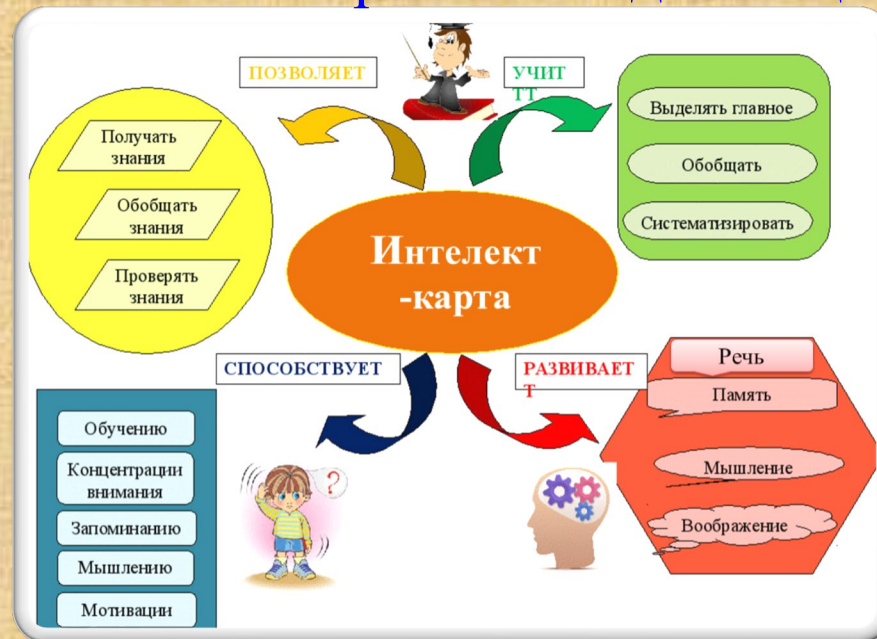 ПОЗВОЛЯЕТ
Получать
знания
Обобщать
знания
Проверять
знания
УЧИТ
ТТ
Выделять главное
Обобщать
Систематизировать
Интелект
-карта
СПОСОБСТВУЕТ
Обучению
Концентрации
внимания
Запоминанию
Мышлению
Мотивации
?
РАЗВИВАЕТ
Т
Речь
Память
Мышление
Воображение